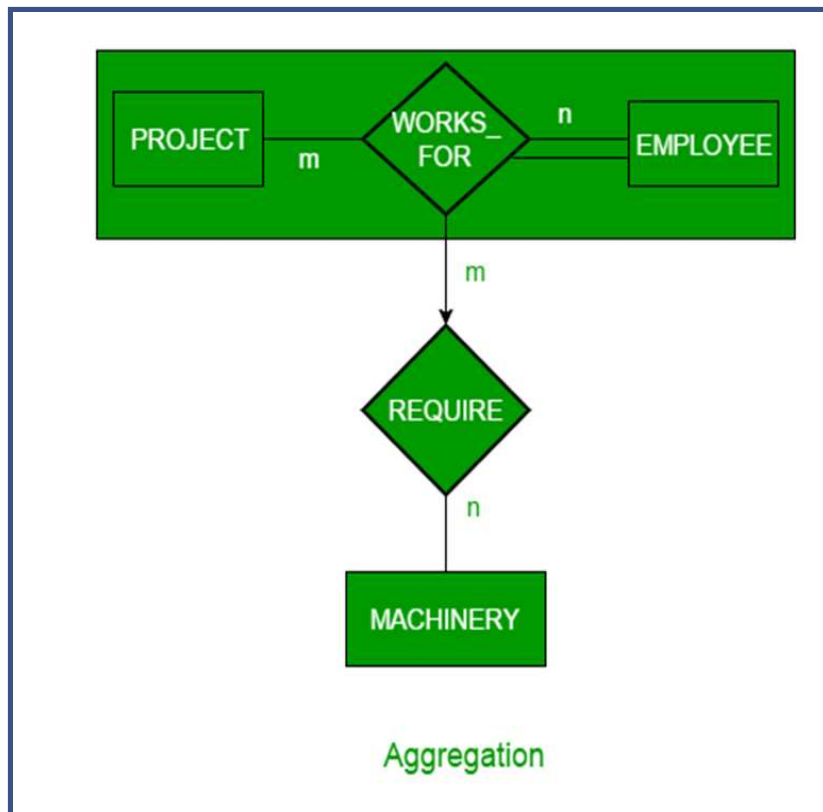 PROJECT
m
WORKS_
FOR
n
EMPLOYEE
m
REQUIRE
n
MACHINERY
Aggregation